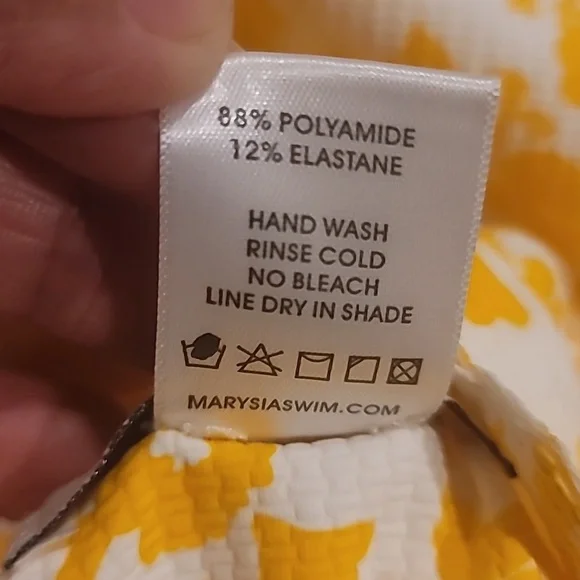 88% POLYAMIDE
12% ELASTANE
HAND WASH
RINSE COLD
NO BLEACH
LINE DRY IN SHADE
MARYSIASWIM.COM